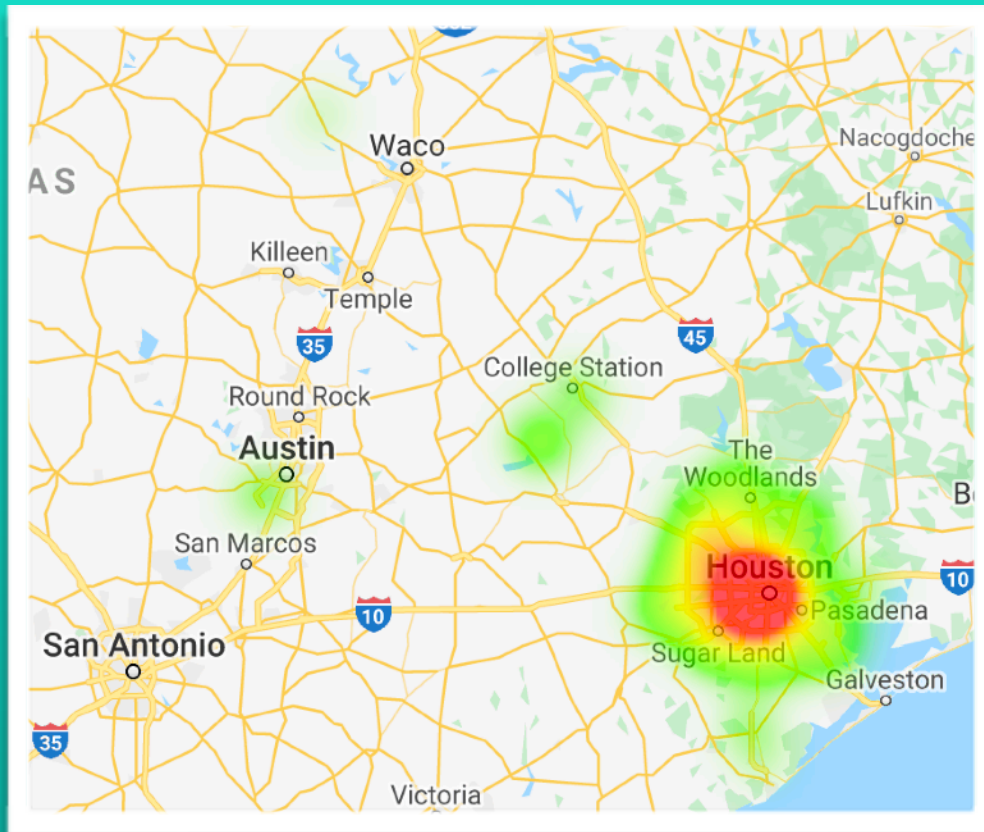 Waco
Nacogdoche
AS
Lufkin
Killeen
Temple
45
35
College Station
Round Rock
Austin
The
Woodlands
B
San Marcos
Houston
10
10
Pasadena
San Antonio
Sugar Land
Galveston
35
Victoria